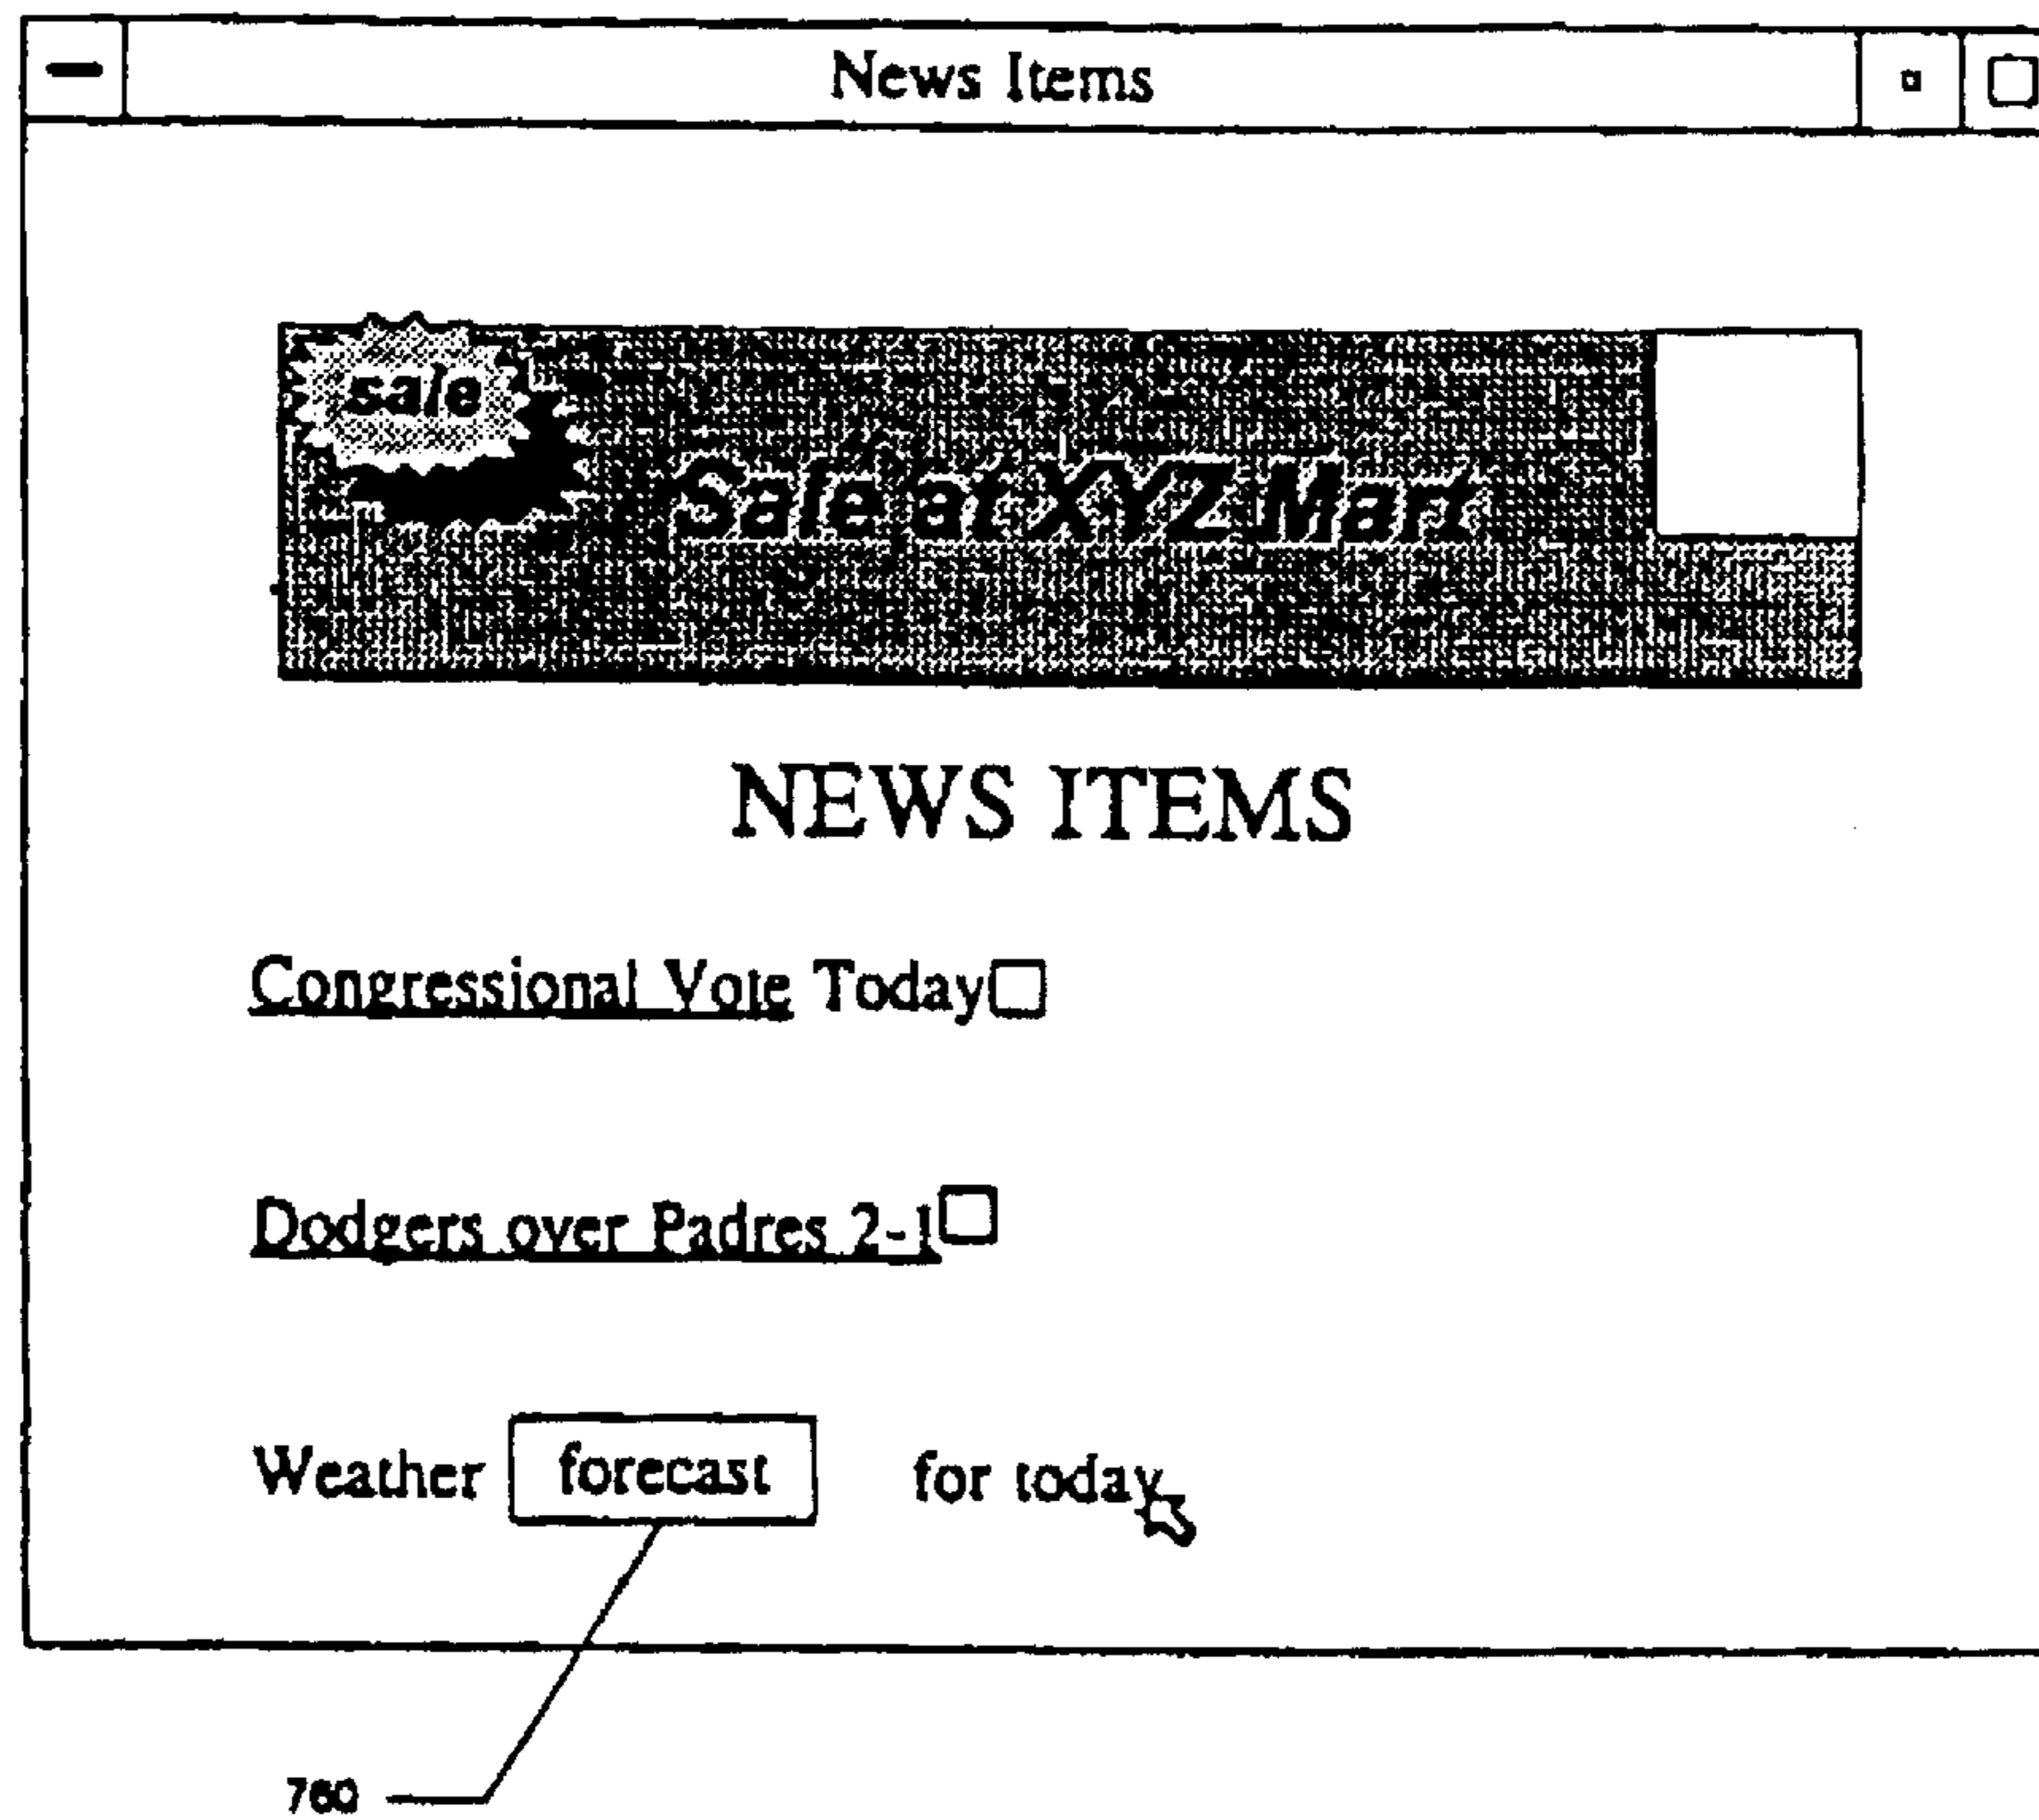 News Items
sale
Sale at XYZ Mart
NEWS ITEMS
Congressional Vote Today
Dodgers over Padres 2-1
Weather forecast for today
760